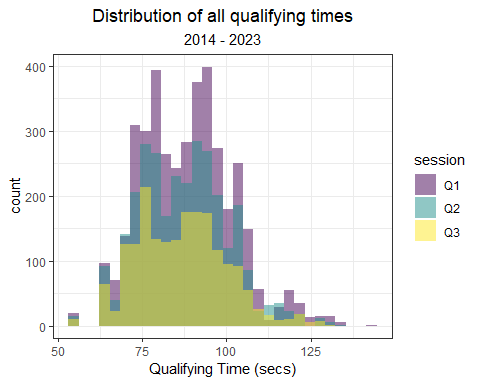 Distribution of all qualifying times
2014 - 2023
400
300
200
100
0
count
50
75
100
125
Qualifying Time (secs)
session
Q1
Q2
Q3